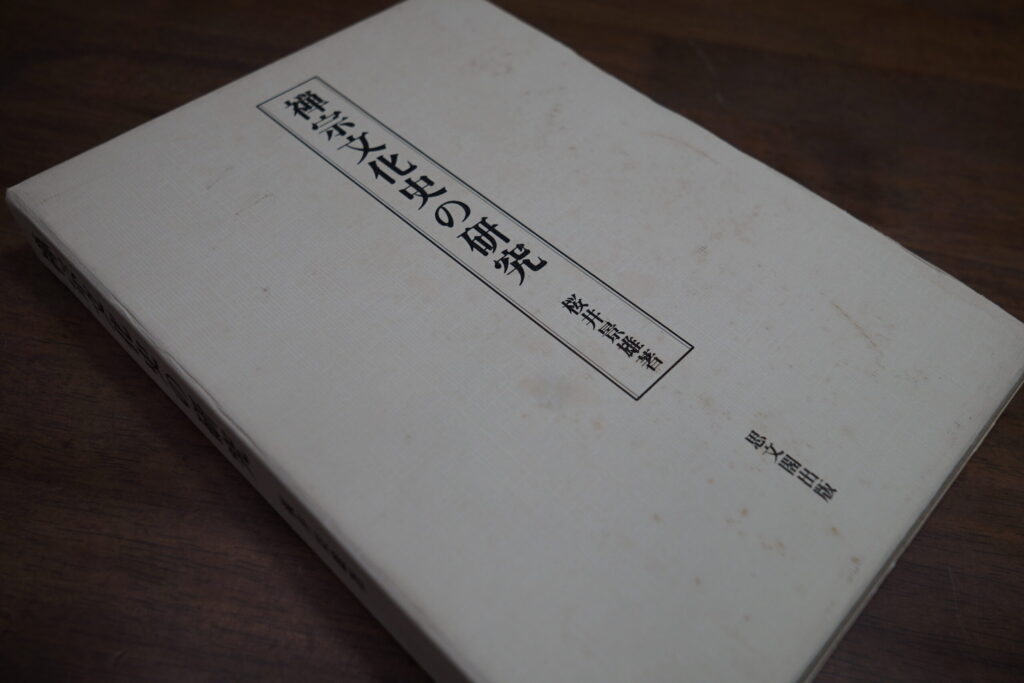 禅宗文化史の研究
桜井景雄著
思文閣出版